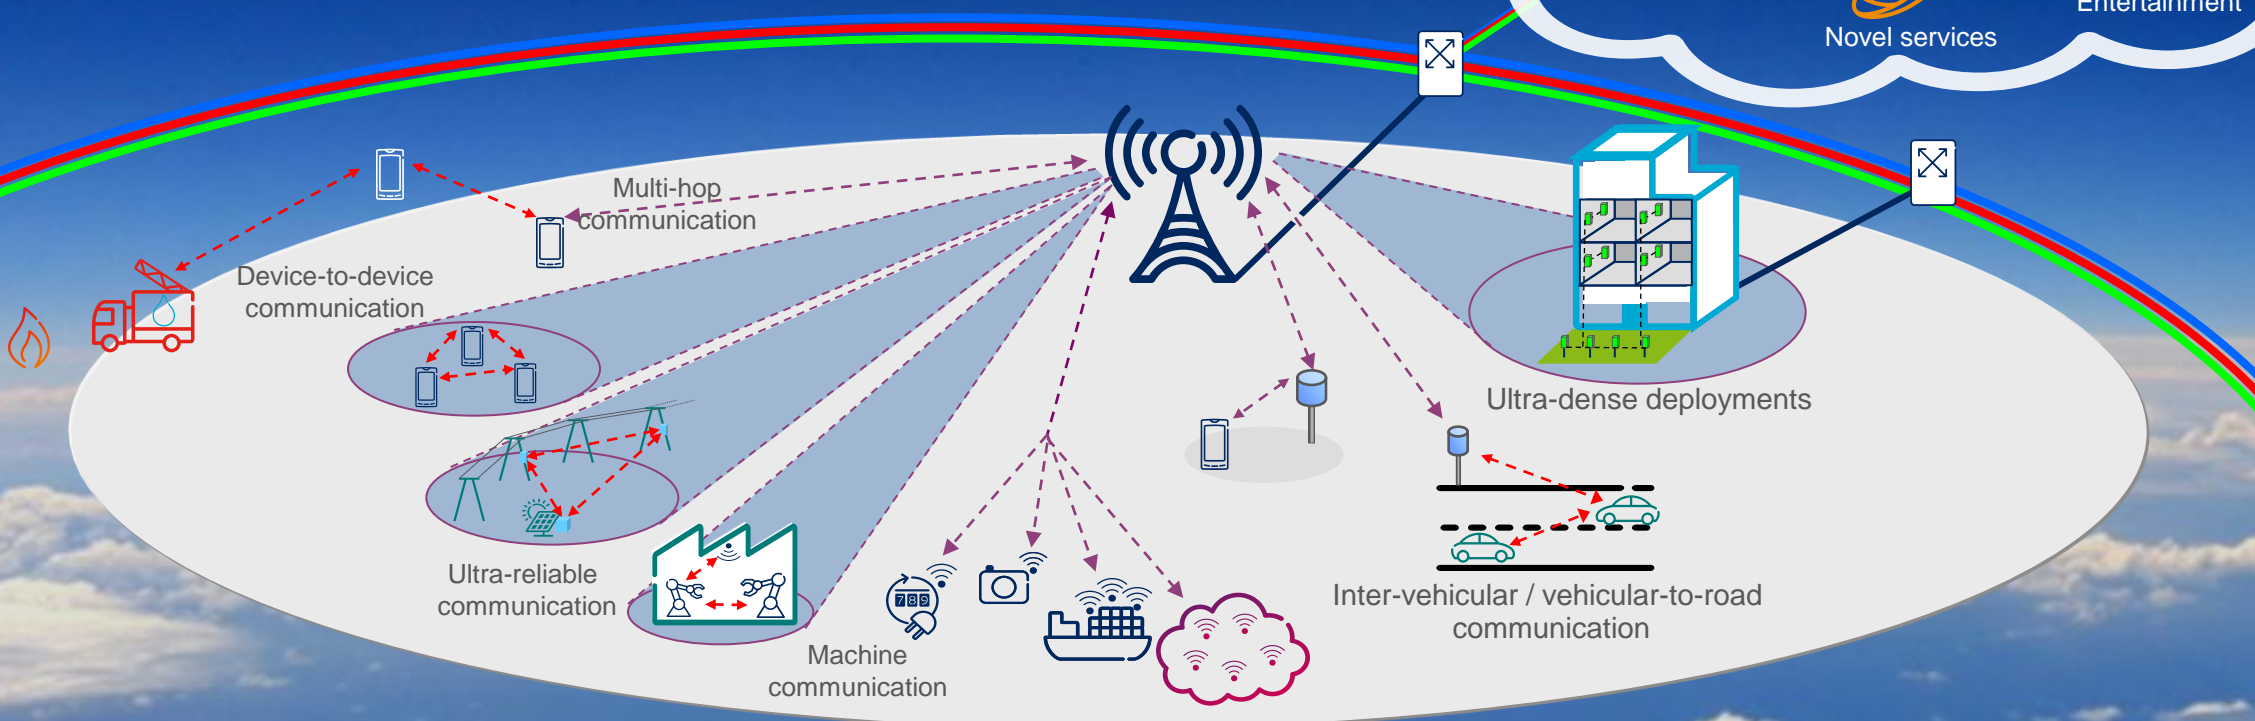 Entertainment
Novel services
Multi-hop
communication
Device-to-device
communication
Ultra-dense deployments
Ultra-reliable
communication
789
Inter-vehicular / vehicular-to-road
communication
Machine
communication